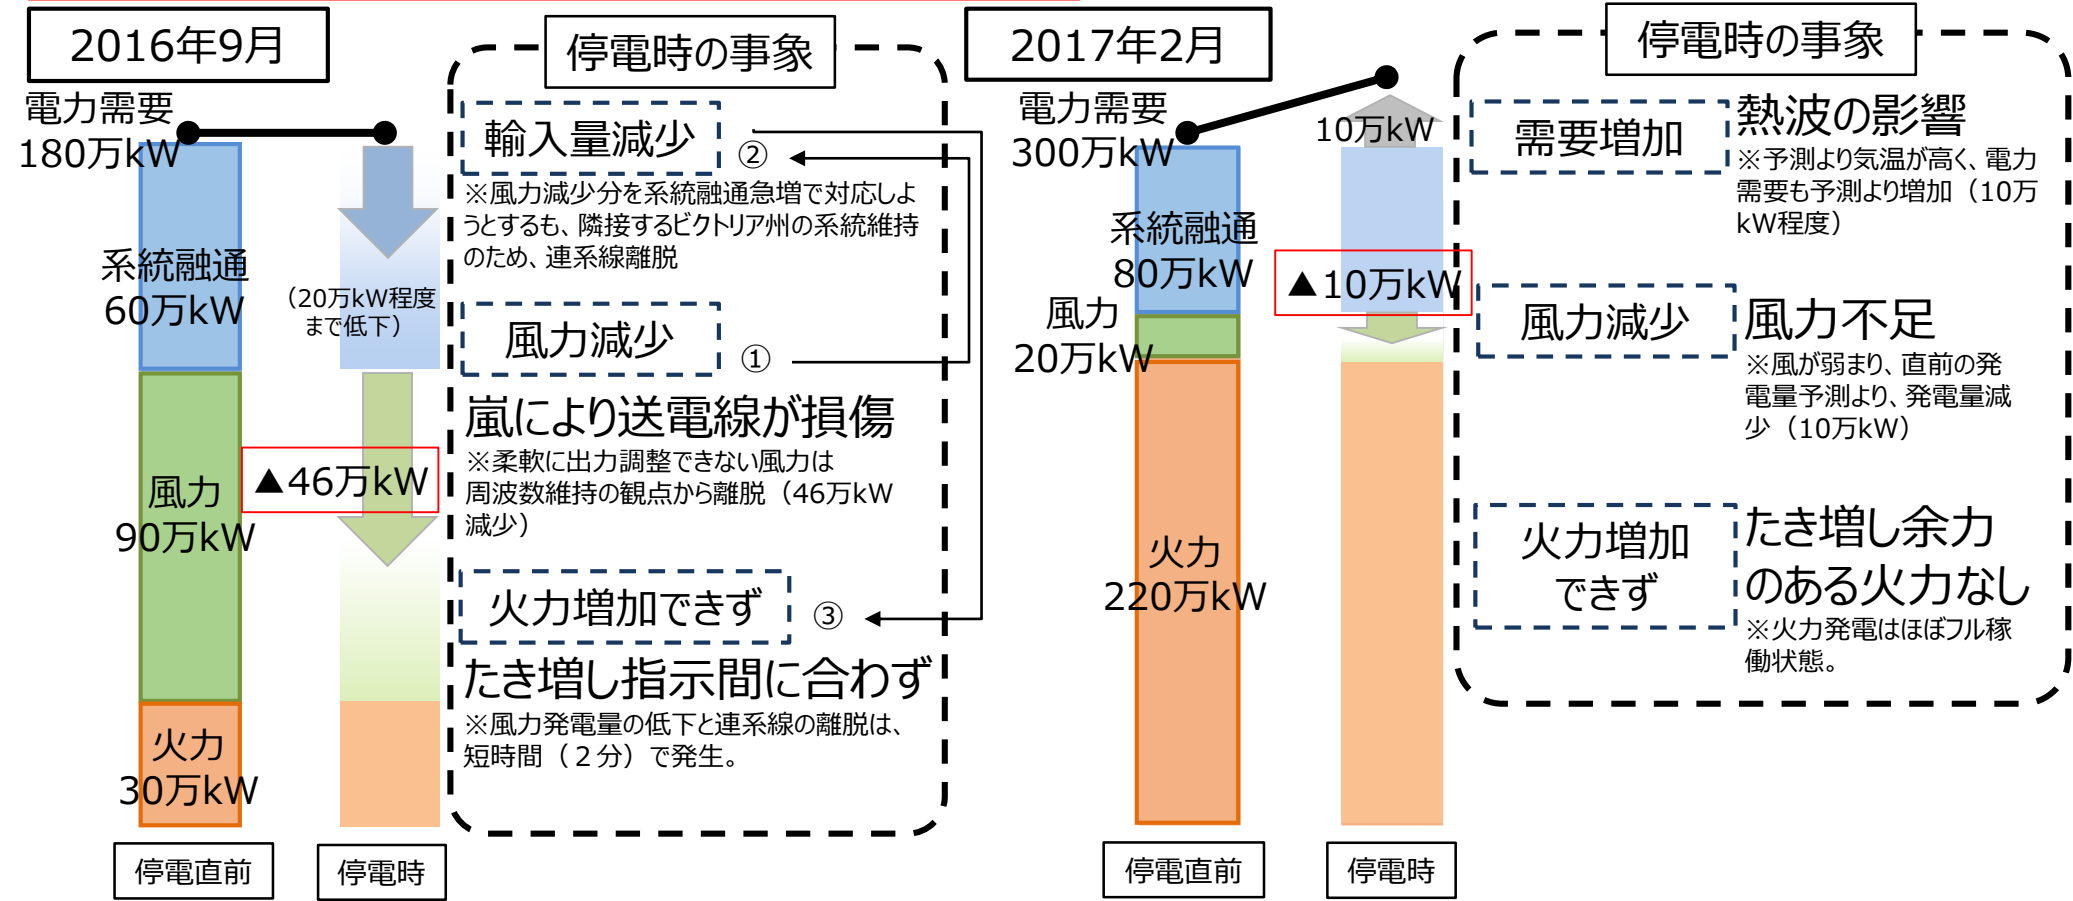 2016年9月
電力需要
180万kW
系統融通
60万kW
風力
90万kW
火力
30万kW
停電直前
（20万kW程度
まで低下）
▲46万kW
停電時
停電時の事象
輸入量減少
②
※風力減少分を系統融通急増で対応しよ
うとするも、隣接するビクトリア州の系統維持
のため、連系線離脱
風力減少
①
嵐により送電線が損傷
※柔軟に出力調整できない風力は
周波数維持の観点から離脱（46万kW
減少）
火力増加できず
③
たき増し指示間に合わず
※風力発電量の低下と連系線の離脱は、
短時間（２分）で発生。
2017年2月
電力需要
300万kW
系統融通
80万kW
風力
20万kW
火力
220万kW
停電直前
10万kW
▲10万kW
停電時
停電時の事象
需要増加
熱波の影響
※予測より気温が高く、電力
需要も予測より増加（10万
kW程度）
風力減少
風力不足
※風が弱まり、直前の発
電量予測より、発電量減
少（10万kW）
火力増加
できず
たき増し余力
のある火力なし
※火力発電はほぼフル稼
働状態。